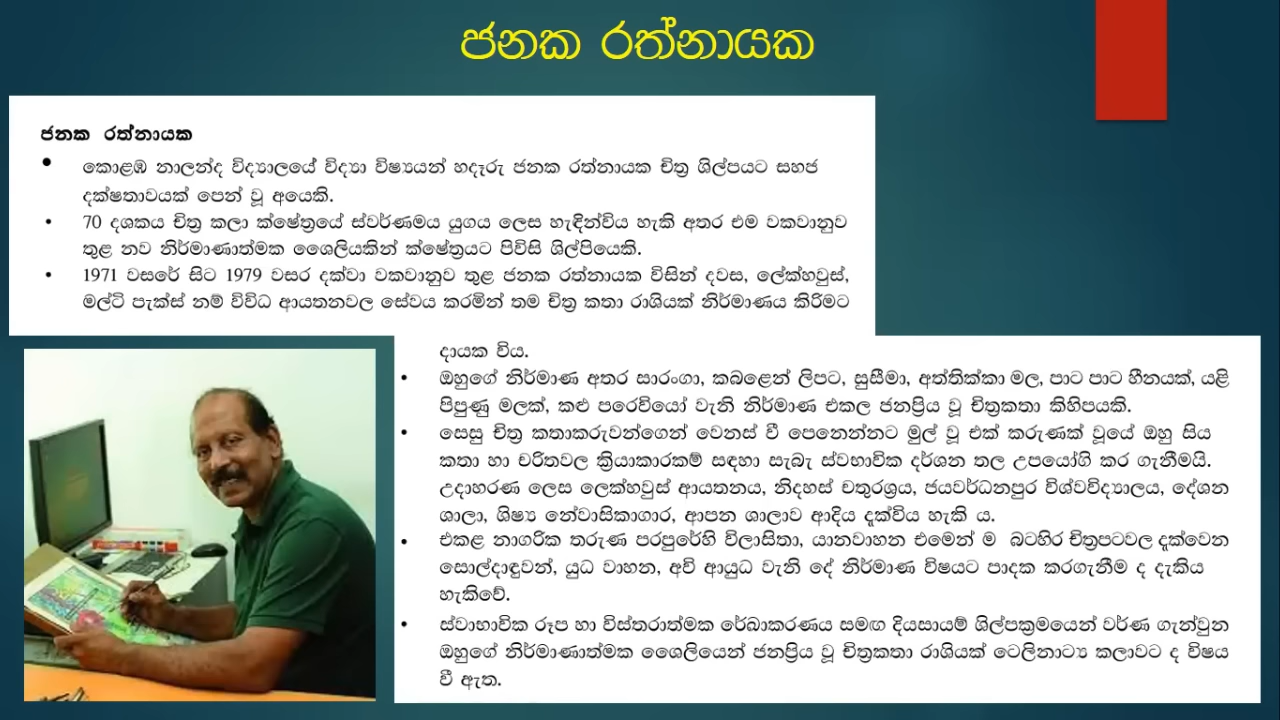 ජනක රත්නායක
ජනක රත්නායක
• කොළඹ නාලන්ද විද්‍යාලයේ විද්‍යා විෂයයන් හදෑරූ ජනක රත්නායක චිත්‍ර ශිල්පයට සහජ
දක්ෂතාවයක් පෙන් වූ අයෙකි.
• 70 දශකය චිත්‍ර කලා ක්ෂේත්‍රයේ ස්වර්ණමය යුගය ලෙස හැඳින්විය හැකි අතර එම වකවානුව
තුළ නව නිර්මාණාත්මක ශෛලියකින් ක්ෂේත්‍රයට පිවිසි ශිල්පියෙකි.
• 1971 වසරේ සිට 1979 වසර දක්වා වකවානුව තුළ ජනක රත්නායක විසින් දවස, ලේක්හවුස්,
මල්ටි පැක්ස් නම් විවිධ ආයතනවල සේවය කරමින් තම චිත්‍ර කතා රාශියක් නිර්මාණය කිරීමට
දායක විය.
• ඔහුගේ නිර්මාණ අතර සාරංගා, කබළෙන් ලිපට, සුසීමා, අත්තික්කා මල, පාට පාට හීනයක්, යළි
පිපුණු මලක්, කළු පරෙවියෝ වැනි නිර්මාණ එකල ජනප්‍රිය වූ චිත්‍රකතා කිහිපයකි.
• සෙසු චිත්‍ර කතාකරුවන්ගෙන් වෙනස් වී පෙනෙන්නට මුල් වූ එක් කරුණක් වූයේ ඔහු සිය
කතා හා චරිතවල ක්‍රියාකාරකම් සඳහා සැබෑ ස්වභාවික දර්ශන තල උපයෝගි කර ගැනීමයි.
උදාහරණ ලෙස ලෙක්හවුස් ආයතනය, නිදහස් චතුරශ්‍රය, ජයවර්ධනපුර විශ්වවිද්‍යාලය, දේශන
ශාලා, ශිෂ්‍ය නේවාසිකාගාර, ආපන ශාලාව ආදිය දැක්විය හැකි ය.
• එකළ නාගරික තරුණ පරපුරේහි විලාසිතා, යානවාහන එමෙන් ම බටහිර චිත්‍රපටවල දැක්වෙන
සොල්දාඳුවන්, යුධ වාහන, අවි ආයුධ වැනි දේ නිර්මාණ විෂයට පාදක කරගැනීම ද දැකිය
හැකිවේ.
• ස්වාභාවික රූප හා විස්තරාත්මක රේඛාකරණය සමඟ දියසායම් ශිල්පක්‍රමයෙන් වර්ණ ගැන්වුන
ඔහුගේ නිර්මාණාත්මක ශෛලියෙන් ජනප්‍රිය වූ චිත්‍රකතා රාශියක් ටෙලිනාට්‍ය කලාවට ද විෂය
වී ඇත.